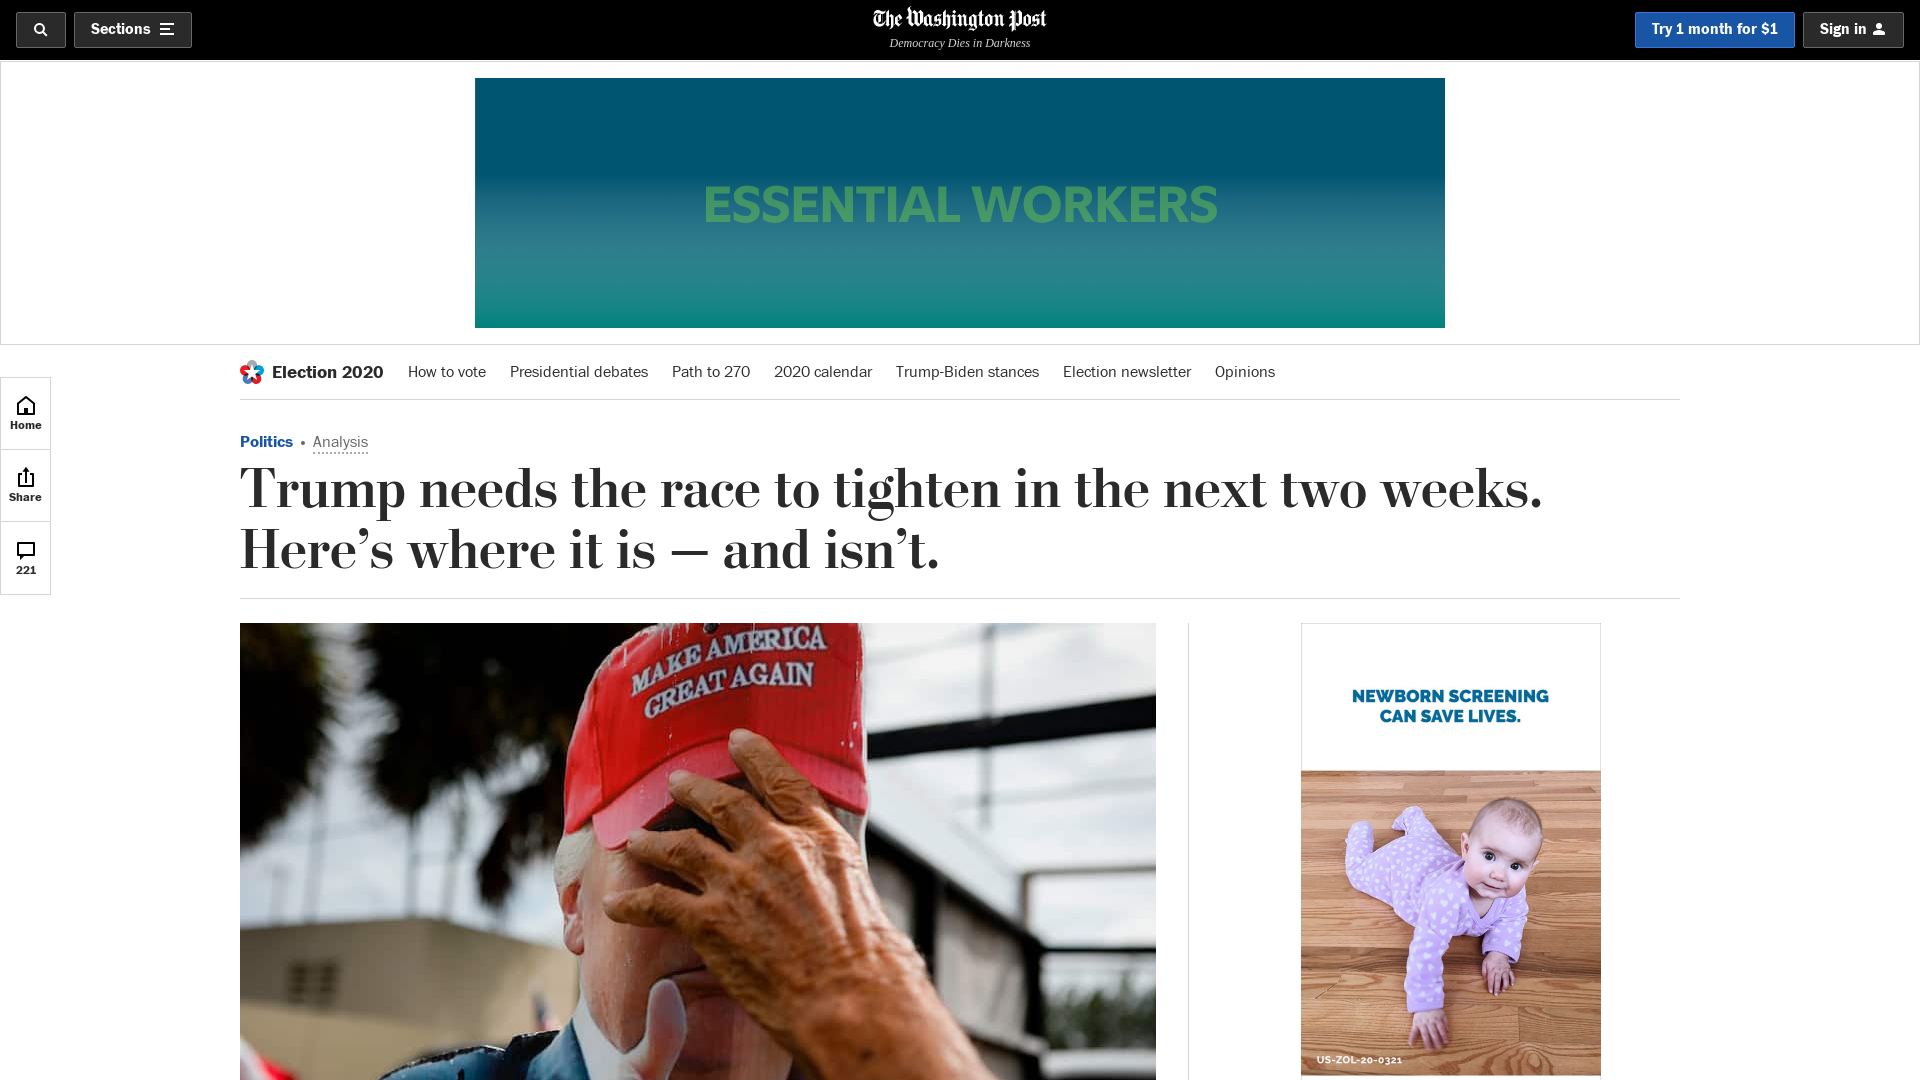 Sections
The Washington Post
Democracy Dies in Darkness
Try 1 month for $1
Sign in
ESSENTIAL WORKERS
Election 2020
How to vote
Presidential debates
Path to 270
2020 calendar
Trump-Biden stances
Election newsletter
Opinions
Home
Share
221
Politics • Analysis
Trump needs the race to tighten in the next two weeks.
Here’s where it is — and isn’t.
MAKE AMERICA
GREAT AGAIN
NEWBORN SCREENING
CAN SAVE LIVES.
US-ZOL-20-0321